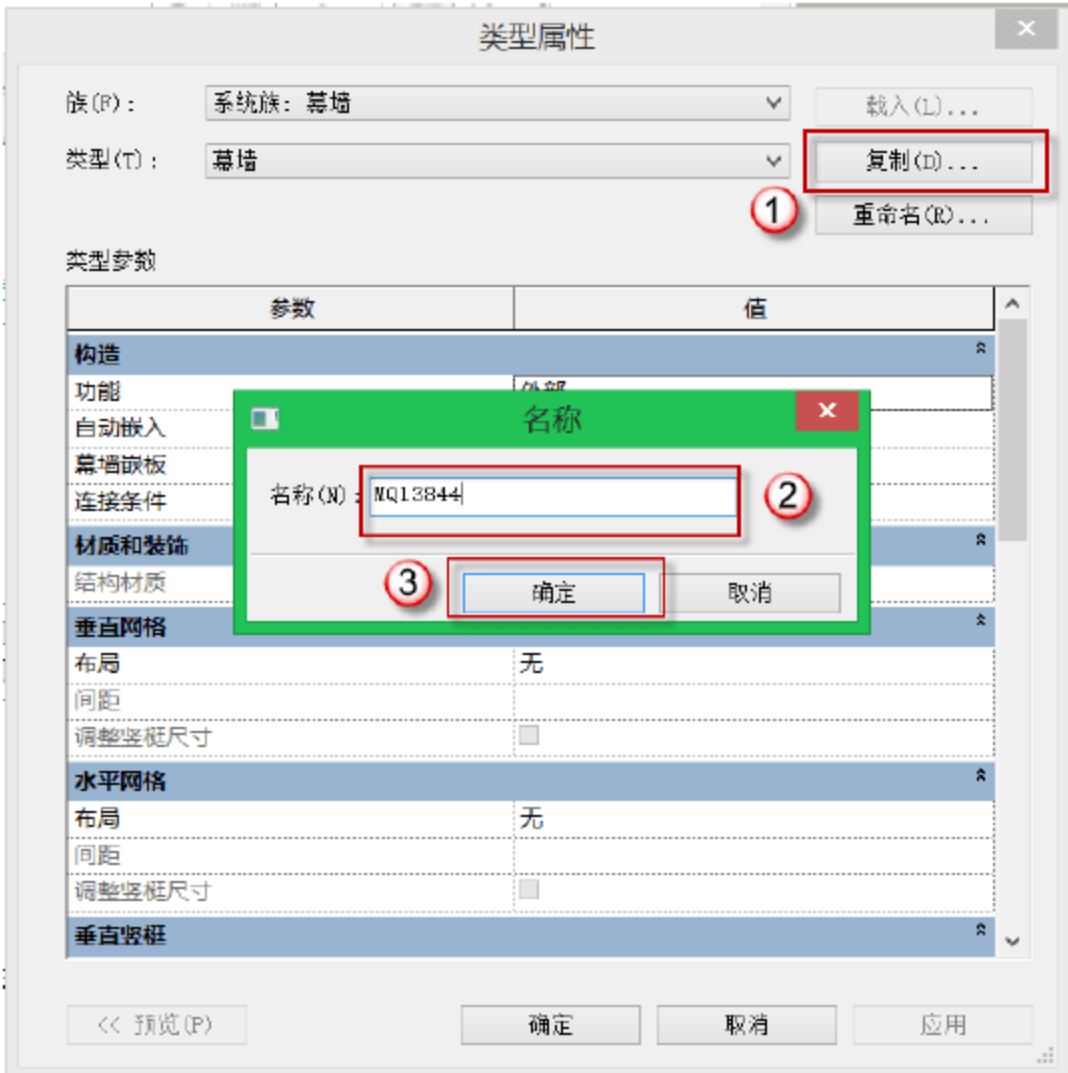 类型属性
族(F): 系统族: 幕墙 载入(L)...
类型(T): 幕墙 复制(D)...
1
重命名(R)...
类型参数
参数 值
构造
功能 外部
名称
自动嵌入
幕墙嵌板
名称(N): MQ13844 2
连接条件
材质和装饰
3 确定 取消
结构材质
垂直网格
布局 无
间距
调整竖梃尺寸
水平网格
布局 无
间距
调整竖梃尺寸
垂直竖梃
<< 预览(P) 确定 取消 应用